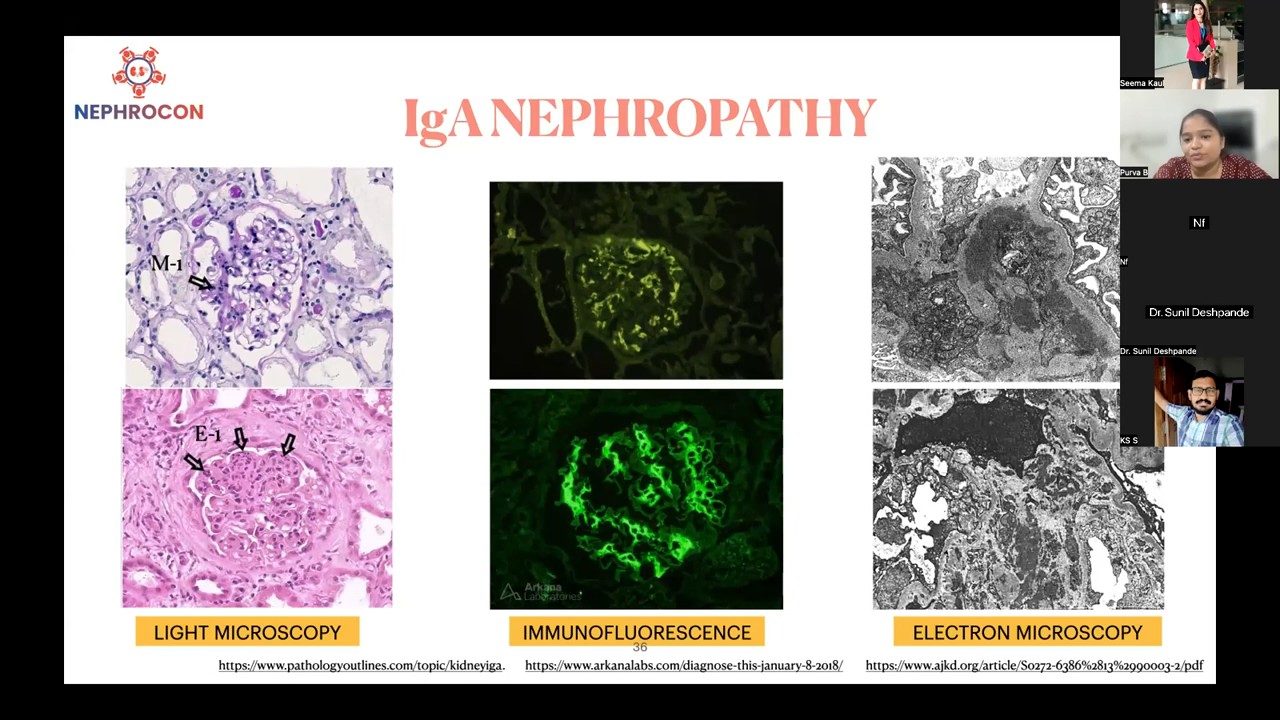 NEPHROCON
IgA NEPHROPATHY
M-1
E-1
Arkana
Laboratories
LIGHT MICROSCOPY
IMMUNOFLUORESCENCE
ELECTRON MICROSCOPY
36
https://www.pathologyoutlines.com/topic/kidneyiga.
https://www.arkanalabs.com/diagnose-this-january-8-2018/
https://www.ajkd.org/article/S0272-6386%2813%2990003-2/pdf
Seema Kaul
Purva B
Nf
Nf
Dr. Sunil Deshpande
Dr. Sunil Deshpande
KS S